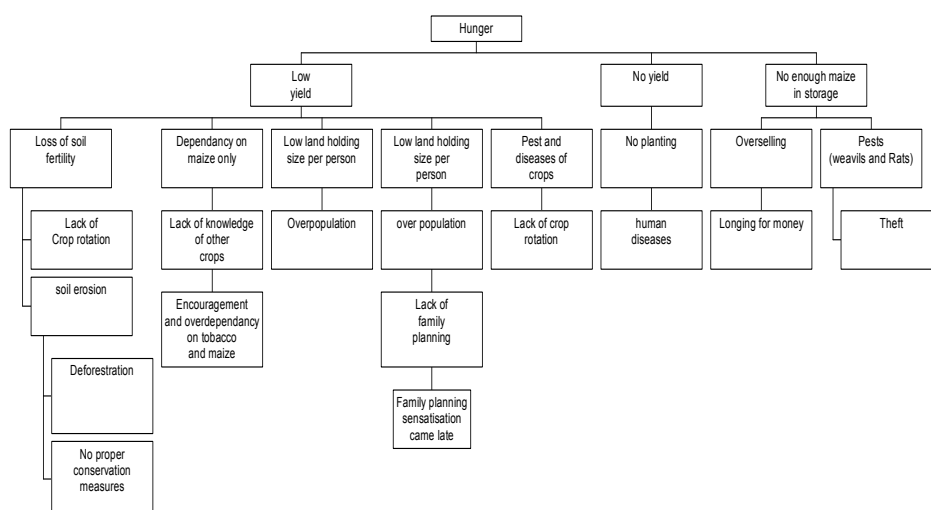 Hunger
Low
yield
No yield
No enough maize
in storage
Loss of soil
fertility
Dependancy on
maize only
Low land holding
size per person
Low land holding
size per
person
Pest and
diseases of
crops
No planting
Overselling
Pests
(weavils and Rats)
Lack of
Crop rotation
Lack of knowledge
of other
crops
Overpopulation
over population
Lack of crop
rotation
human
diseases
Longing for money
Theft
soil erosion
Encouragement
and overdependancy
on tobacco
and maize
Lack of
family
planning
Deforestration
Family planning
sensatisation
came late
No proper
conservation
measures